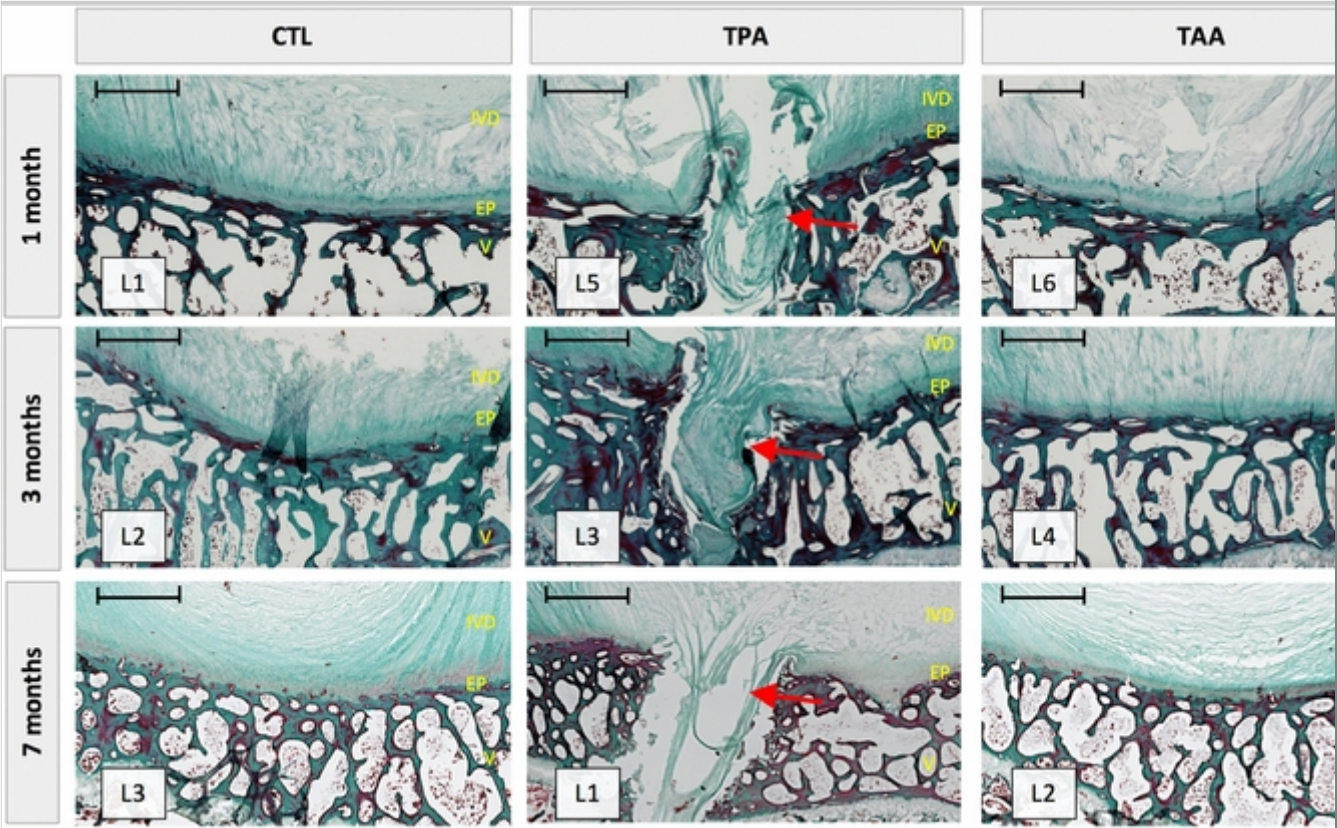 CTL
TPA
TAA
1 month
IVD
EP
V
L1
IVD
EP
V
L5
L6
3 months
IVD
EP
V
L2
IVD
EP
V
L3
L4
7 months
IVD
EP
V
L3
IVD
EP
V
L1
L2